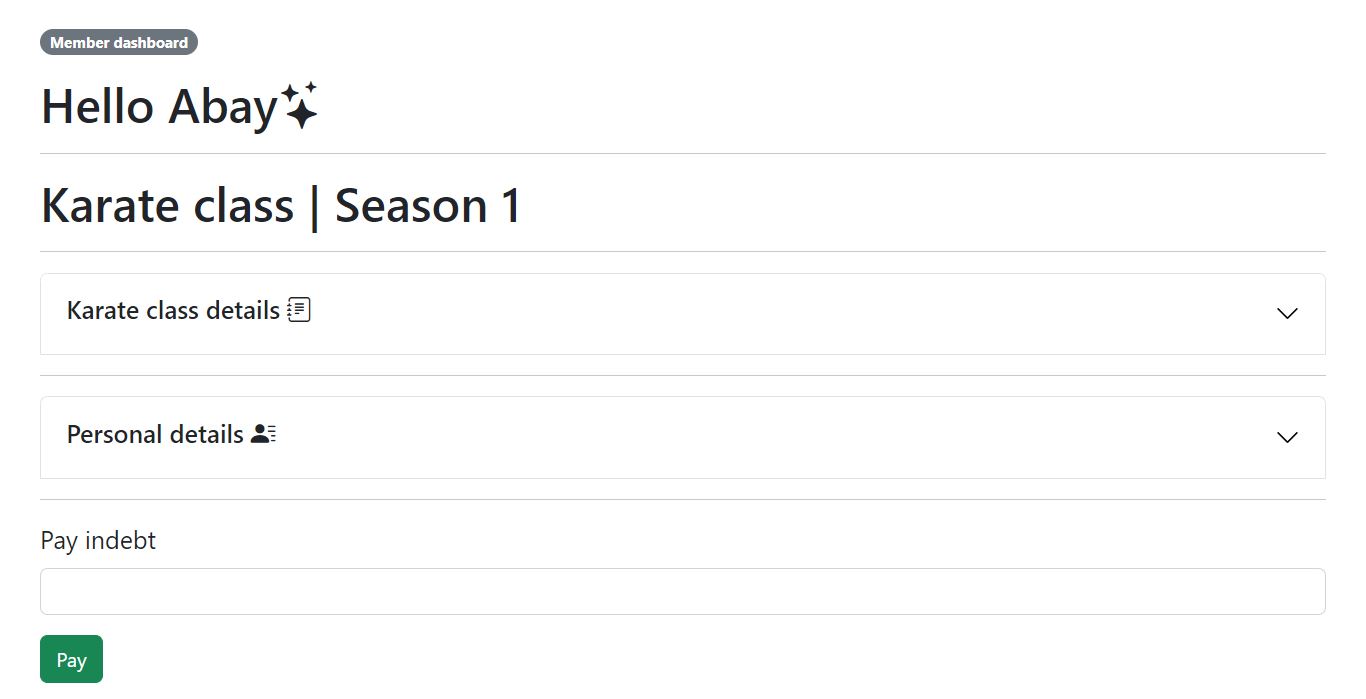 Member dashboard
Hello Abay
Karate class | Season 1
Karate class details
Personal details
Pay indebt
Pay